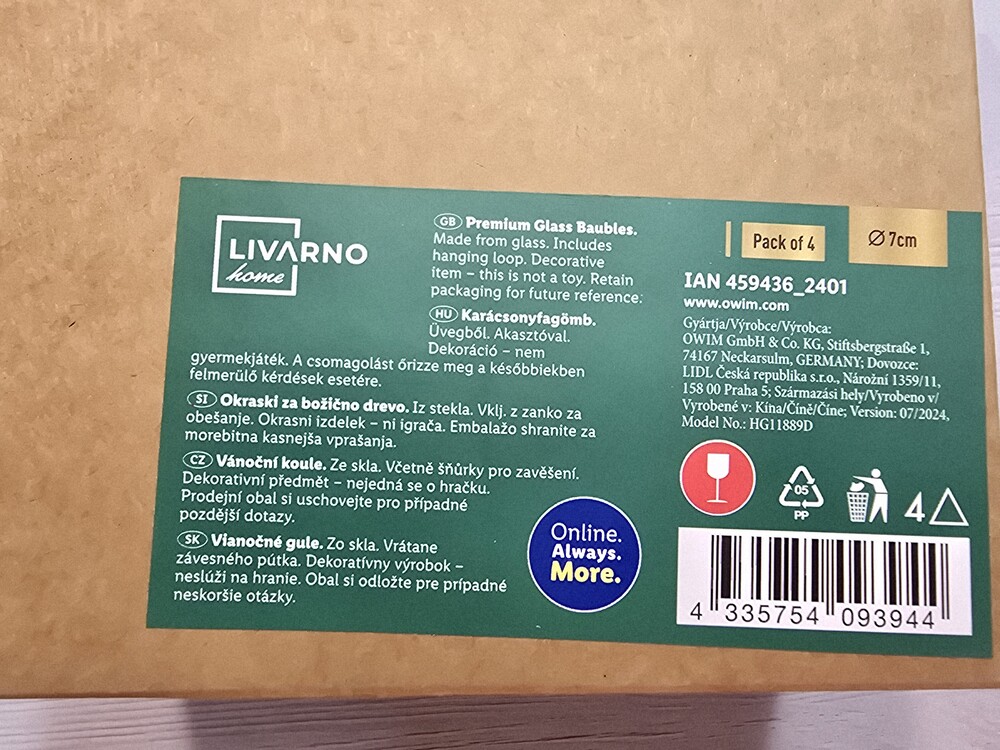 LIVARNO
home
GB Premium Glass Baubles.
Made from glass. Includes
hanging loop. Decorative
item – this is not a toy. Retain
packaging for future reference.
HU Karácsonyfagömb.
Üvegből. Akasztóval.
Dekoráció – nem
gyermekjáték. A csomagolást őrizze meg a későbbiekben
felmerülő kérdések esetére.
SI Okraski za božično drevo. Iz stekla. Vklj. z zanko za
obešanje. Okrasni izdelek – ni igrača. Embalažo shranite za
morebitna kasnejša vprašanja.
CZ Vánoční koule. Ze skla. Včetně šňůrky pro zavěšení.
Dekorativní předmět – nejedná se o hračku.
Prodejní obal si uschovejte pro případné
pozdější dotazy.
SK Vianočné gule. Zo skla. Vrátane
závesného pútka. Dekoratívny výrobok –
neslúži na hranie. Obal si odložte pre prípadné
neskoršie otázky.
Online.
Always.
More.
Pack of 4
Ø 7cm
IAN 459436_2401
www.owim.com
Gyártja/Výrobce/Výrobca:
OWIM GmbH & Co. KG, Stiftsbergstraße 1,
74167 Neckarsulm, GERMANY; Dovozce:
LIDL Česká republika s.r.o., Nárožní 1359/11,
158 00 Praha 5; Származási hely/Vyrobeno v/
Vyrobené v: Kína/Číně/Číne; Version: 07/2024,
Model No.: HG11889D
05
PP
4
4 335754 093944